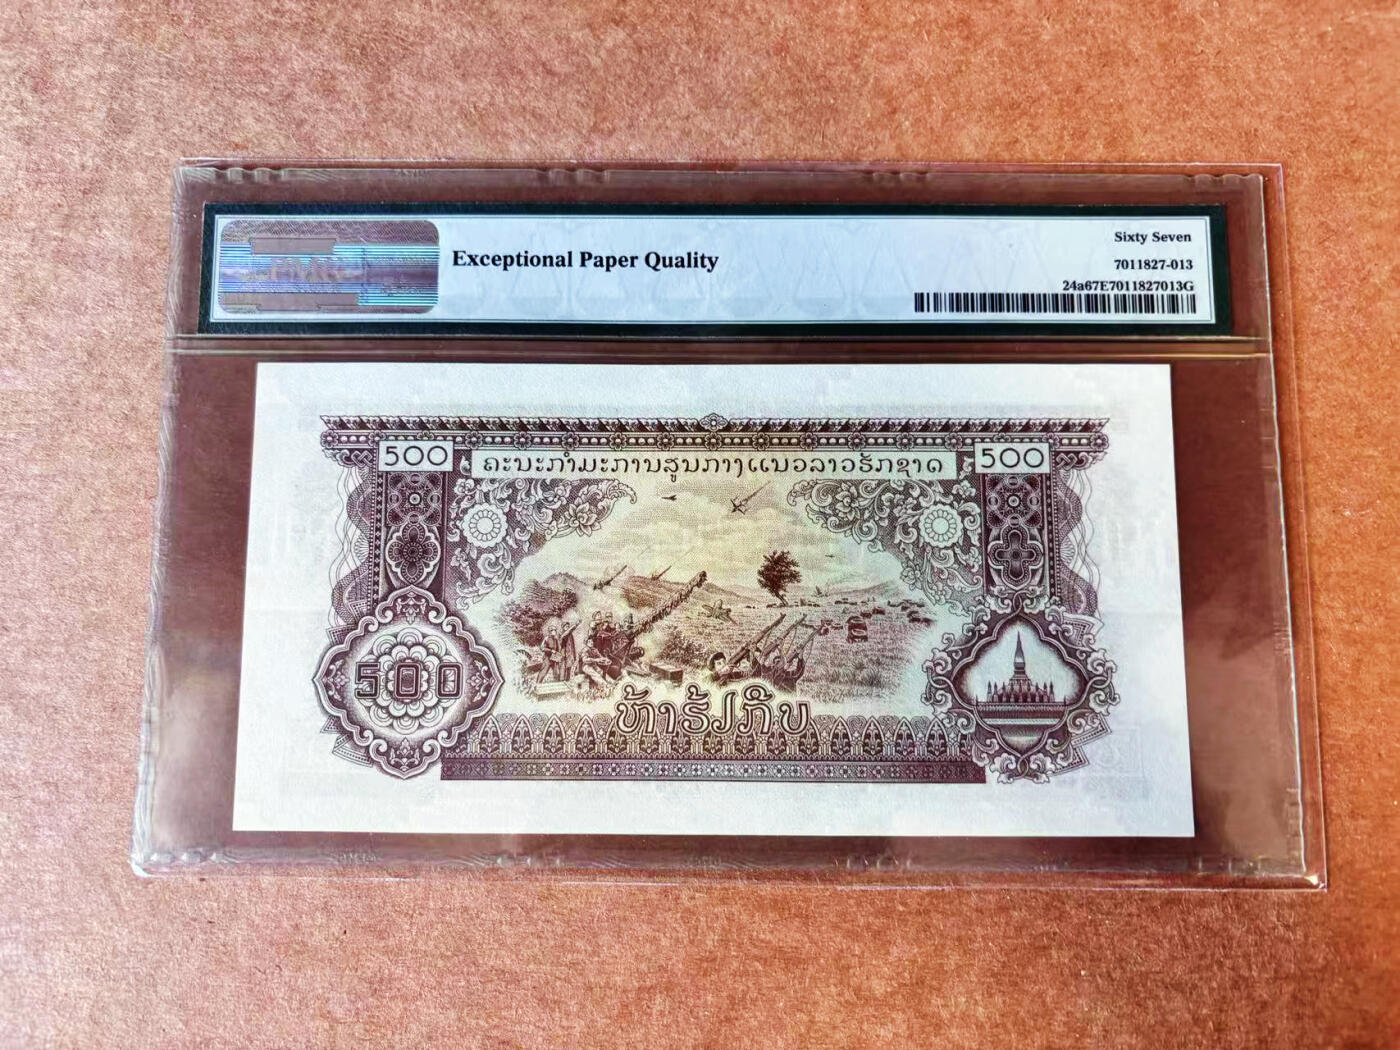 PMG
Exceptional Paper Quality
Sixty Seven
7011827-013
24a67E7011827013G
500
ຄະນະກຳມະການສູນກາງແນວລາວຮັກຊາດ
500
500
ຫ້າຮ້ຽກີບ